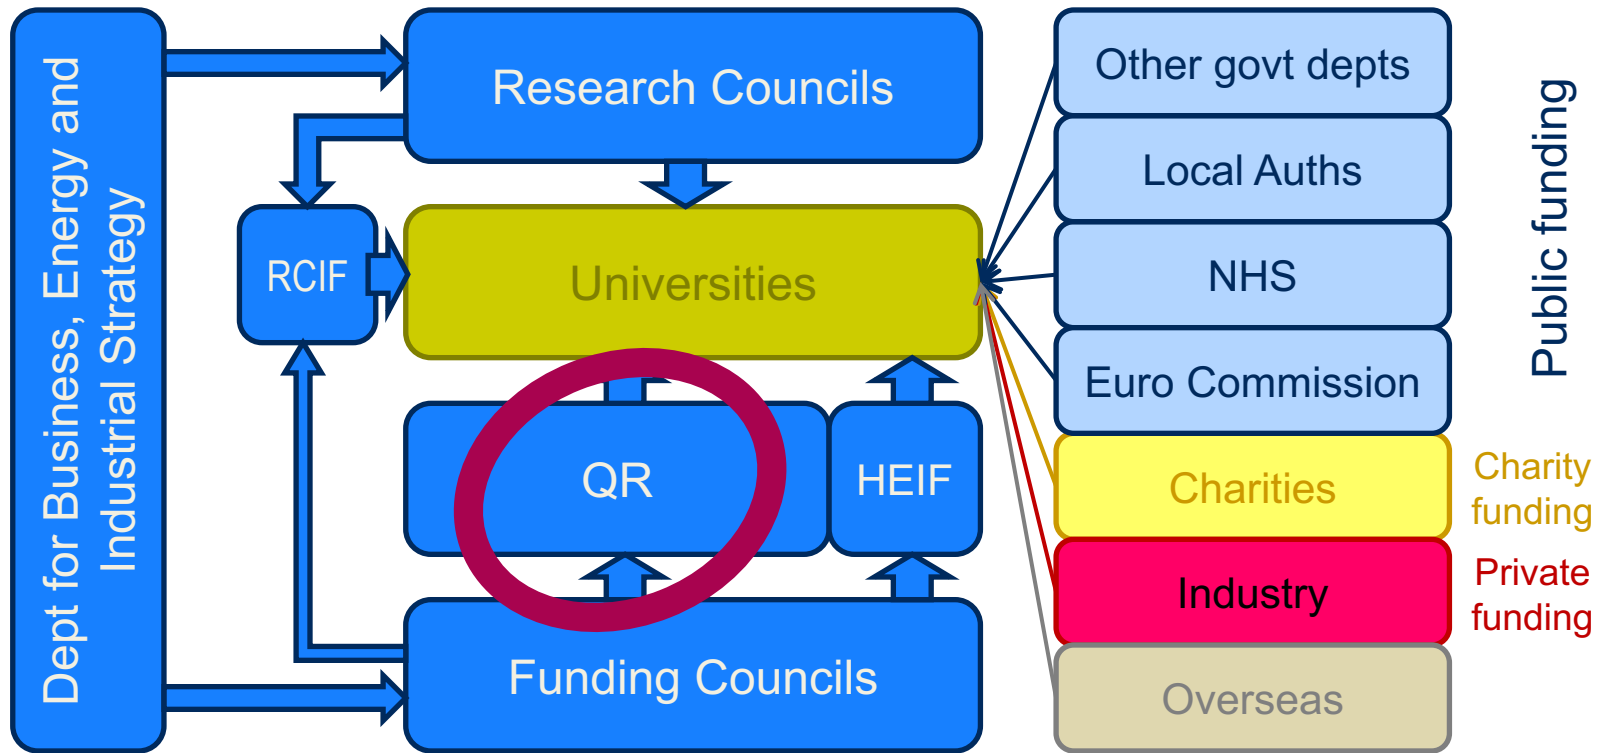 Dept for Business, Energy and
Industrial Strategy
Research Councils
RCIF
Universities
QR
HEIF
Funding Councils
Other govt depts
Local Auths
NHS
Euro Commission
Charities
Industry
Overseas
Public funding
Charity
funding
Private
funding